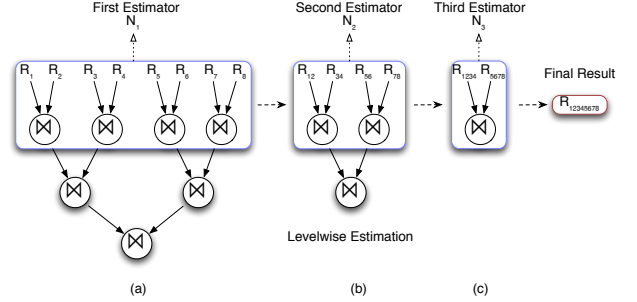 First Estimator Second Estimator Third Estimator
N1 N2 N3
Final Result
R1 R2 R3 R4 R5 R6 R7 R8 R12 R34 R56 R78 R1234 R5678
R12345678
Levelwise Estimation
(a) (b) (c)